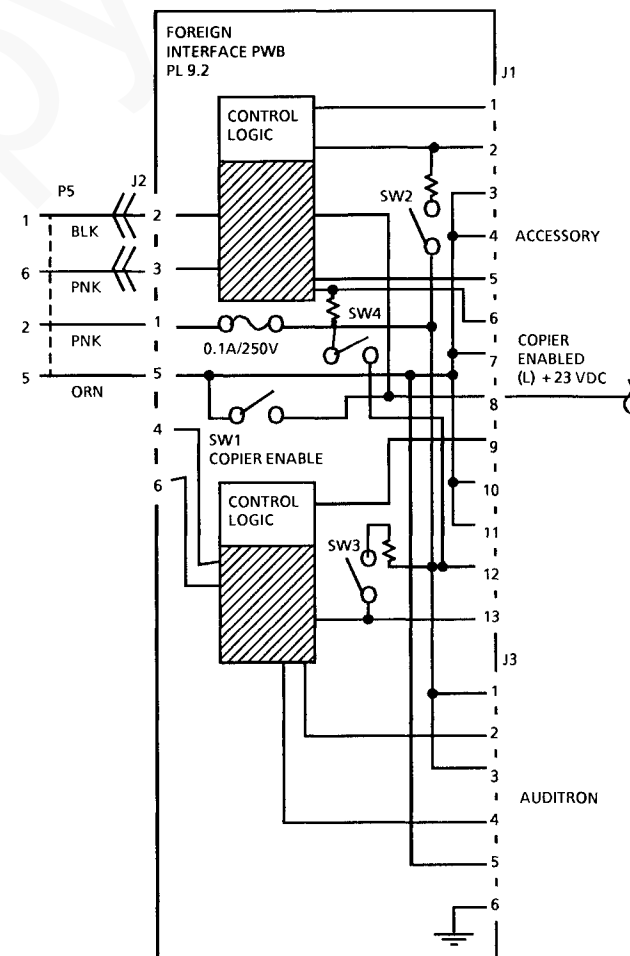 FOREIGN
INTERFACE PWB
PL 9.2
J1
CONTROL
LOGIC
1
2
3
4
5
6
7
8
9
10
11
12
13
ACCESSORY
COPIER
ENABLED
(L) +23 VDC
P5
J2
1
BLK
2
6
PNK
3
2
PNK
1
5
ORN
5
4
6
SW2
SW4
0.1A/250V
SW1
COPIER ENABLE
CONTROL
LOGIC
SW3
J3
1
2
3
4
5
6
AUDITRON